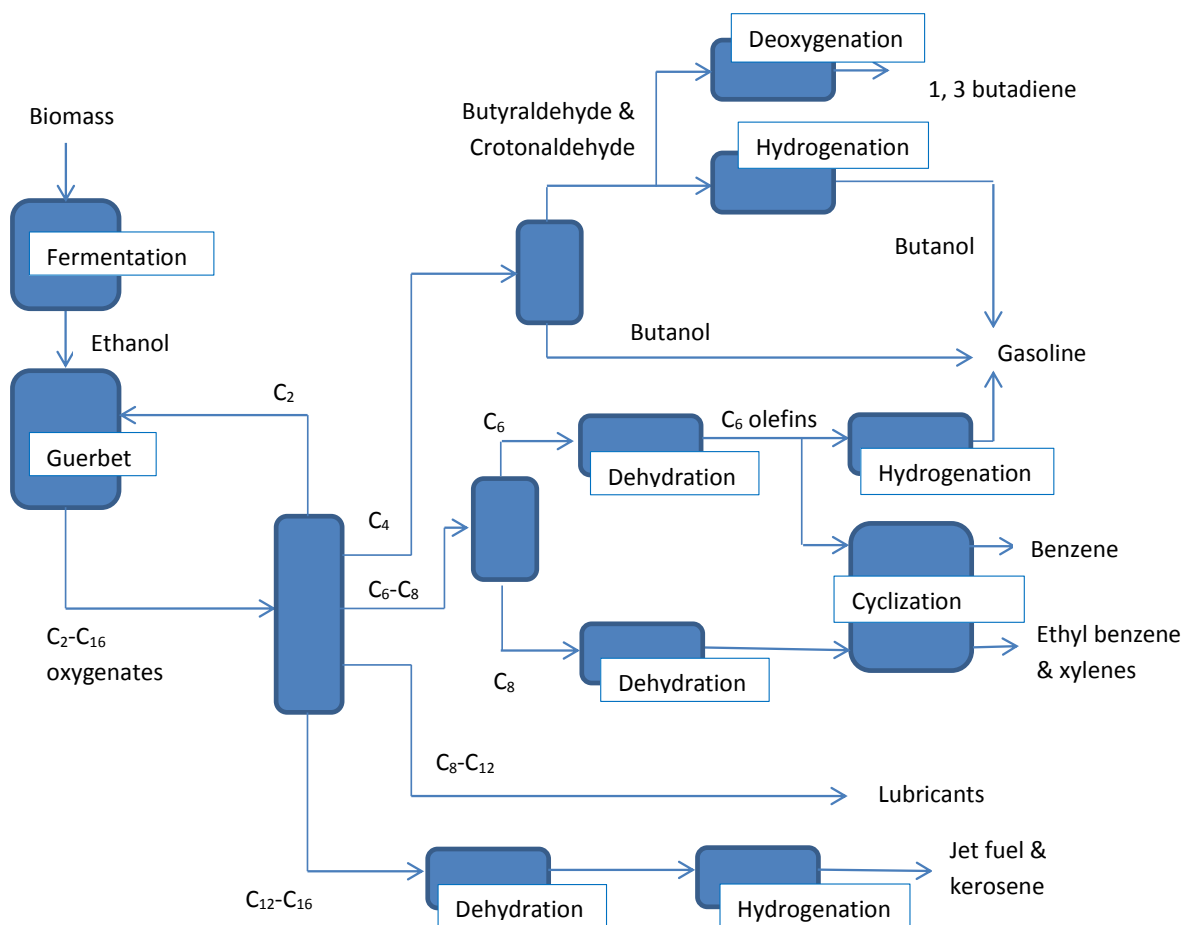 Deoxygenation
1, 3 butadiene
Biomass
Butyraldehyde &
Crotonaldehyde
Hydrogenation
Fermentation
Butanol
Ethanol
Butanol
Gasoline
C₂
C₆
C₆ olefins
Guerbet
Dehydration
Hydrogenation
C₄
Benzene
C₆-C₈
Cyclization
C₂-C₁₆
oxygenates
Ethyl benzene
& xylenes
C₈
Dehydration
C₈-C₁₂
Lubricants
Jet fuel &
kerosene
C₁₂-C₁₆
Dehydration
Hydrogenation